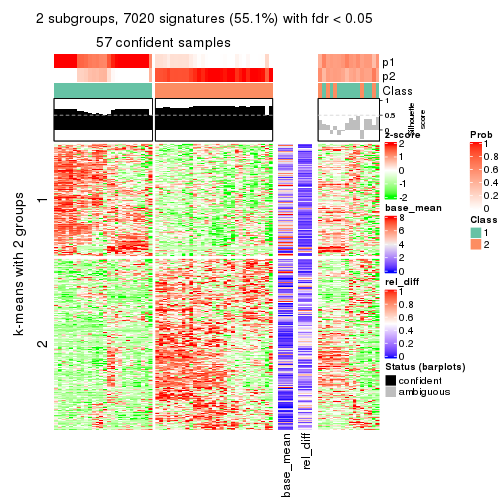 2 subgroups, 7020 signatures (55.1%) with fdr < 0.05
57 confident samples
p1
p2
Class
1
0.5
0
Silhouette
score
k-means with 2 groups
1
2
base_mean
rel_diff
z-score
2
1
0
-1
-2
base_mean
8
6
4
2
0
rel_diff
1
0.8
0.6
0.4
0.2
0
Status (barplots)
confident
ambiguous
Prob
1
0.8
0.6
0.4
0.2
0
Class
1
2